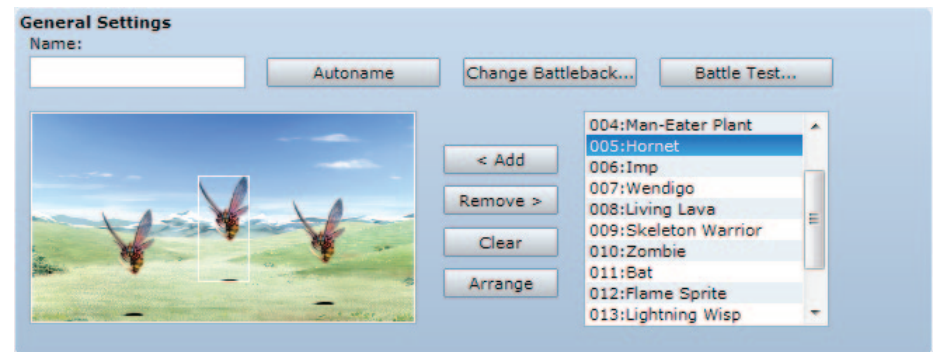 General Settings
Name:
Autoname Change Battleback... Battle Test...
004:Man-Eater Plant
005:Hornet
006:Imp
007:Wendigo
008:Living Lava
009:Skeleton Warrior
010:Zombie
011:Bat
012:Flame Sprite
013:Lightning Wisp
< Add
Remove >
Clear
Arrange